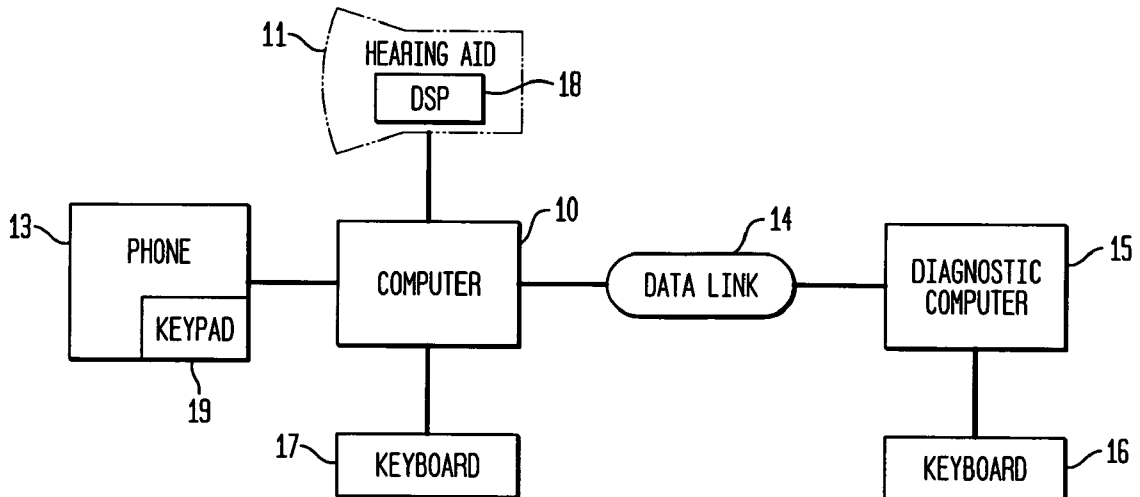 11
HEARING AID
DSP
18
13
PHONE
KEYPAD
19
10
COMPUTER
14
DATA LINK
15
DIAGNOSTIC
COMPUTER
17
KEYBOARD
KEYBOARD
16